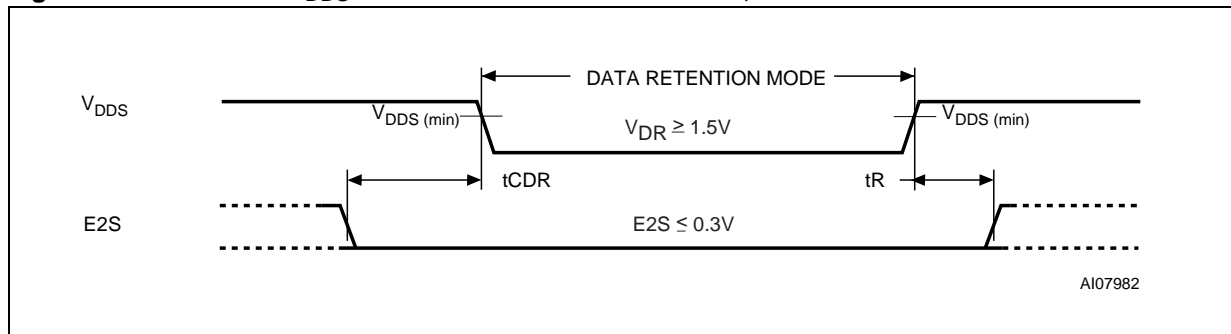 DATA RETENTION MODE
VDDS
VDDS (min)
VDR ≥ 1.5V
VDDS (min)
tCDR
tR
E2S
E2S ≤ 0.3V
AI07982